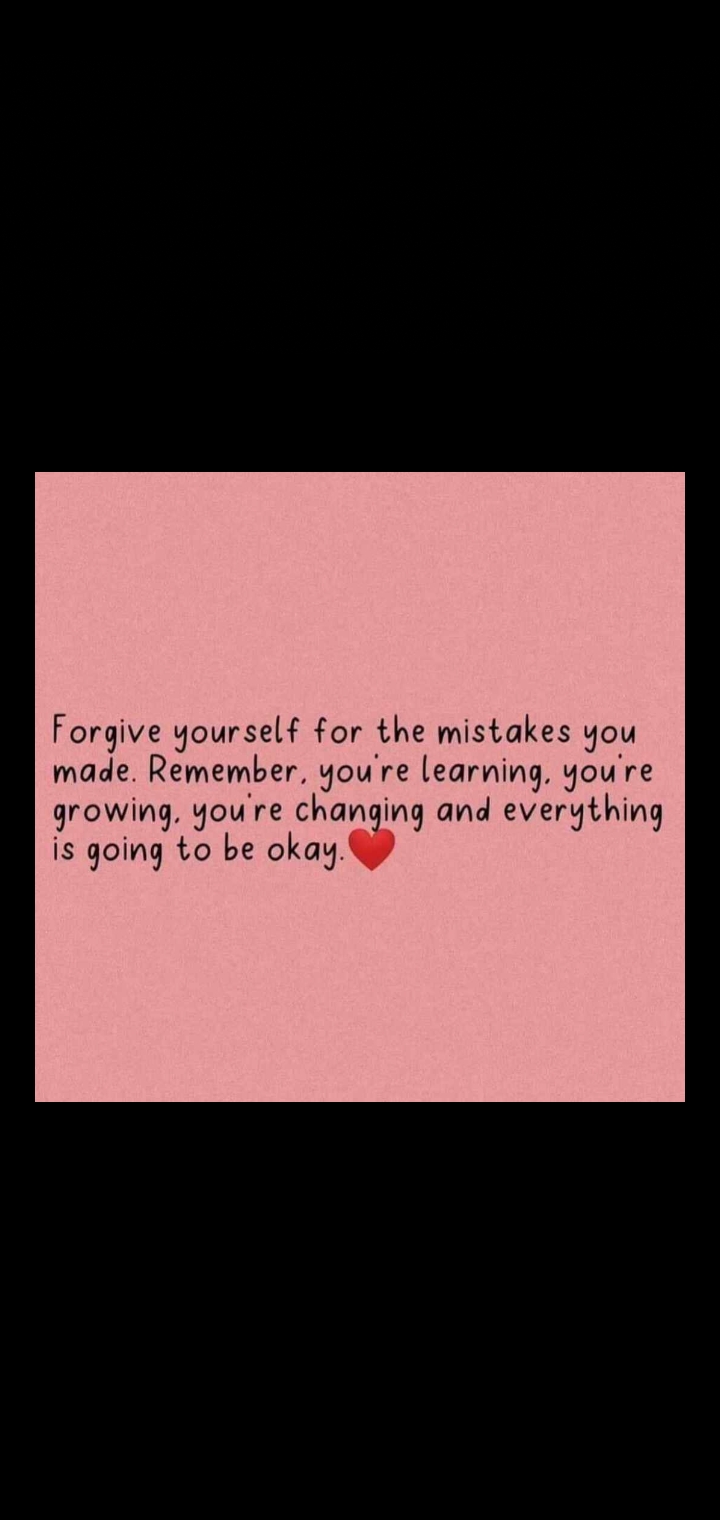 Forgive yourself for the mistakes you
made. Remember, you're learning, you're
growing, you're changing and everything
is going to be okay.❤️